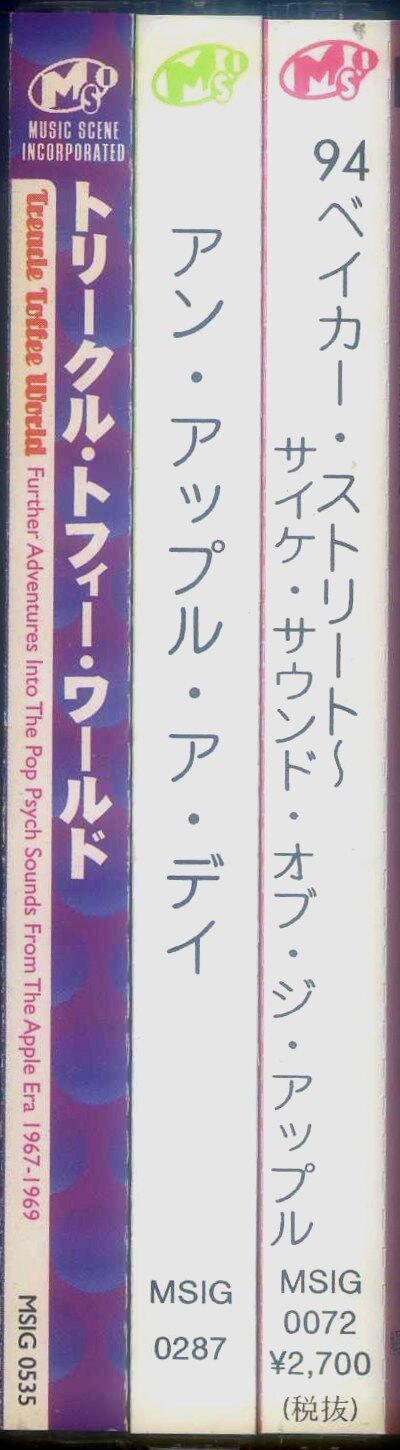 MSI
MUSIC SCENE
INCORPORATED
トリークル・トフィー・ワールド
Treacle Toffee World Further Adventures Into The Pop Psych Sounds From The Apple Era 1967-1969
MSIG 0535
MSI
アン・アップル・ア・デイ
MSIG
0287
MSI
94ベイカー・ストリート～
サイケ・サウンド・オブ・ジ・アップル
MSIG
0072
¥2,700
(税抜)